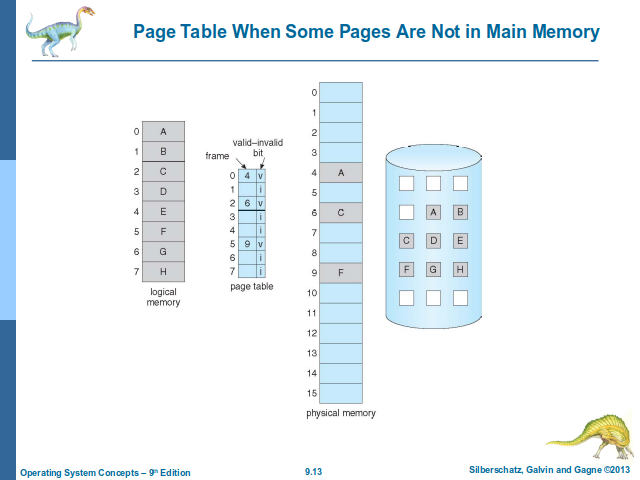 Page Table When Some Pages Are Not in Main Memory
0 A
1 B
2 C
3 D
4 E
5 F
6 G
7 H
logical
memory
valid–invalid
bit
frame
0 4 v
1 i
2 6 v
3 i
4 i
5 9 v
6 i
7 i
page table
0
1
2
3
4 A
5
6 C
7
8
9 F
10
11
12
13
14
15
physical memory
A B
C D E
F G H
Operating System Concepts – 9th Edition
9.13
Silberschatz, Galvin and Gagne ©2013